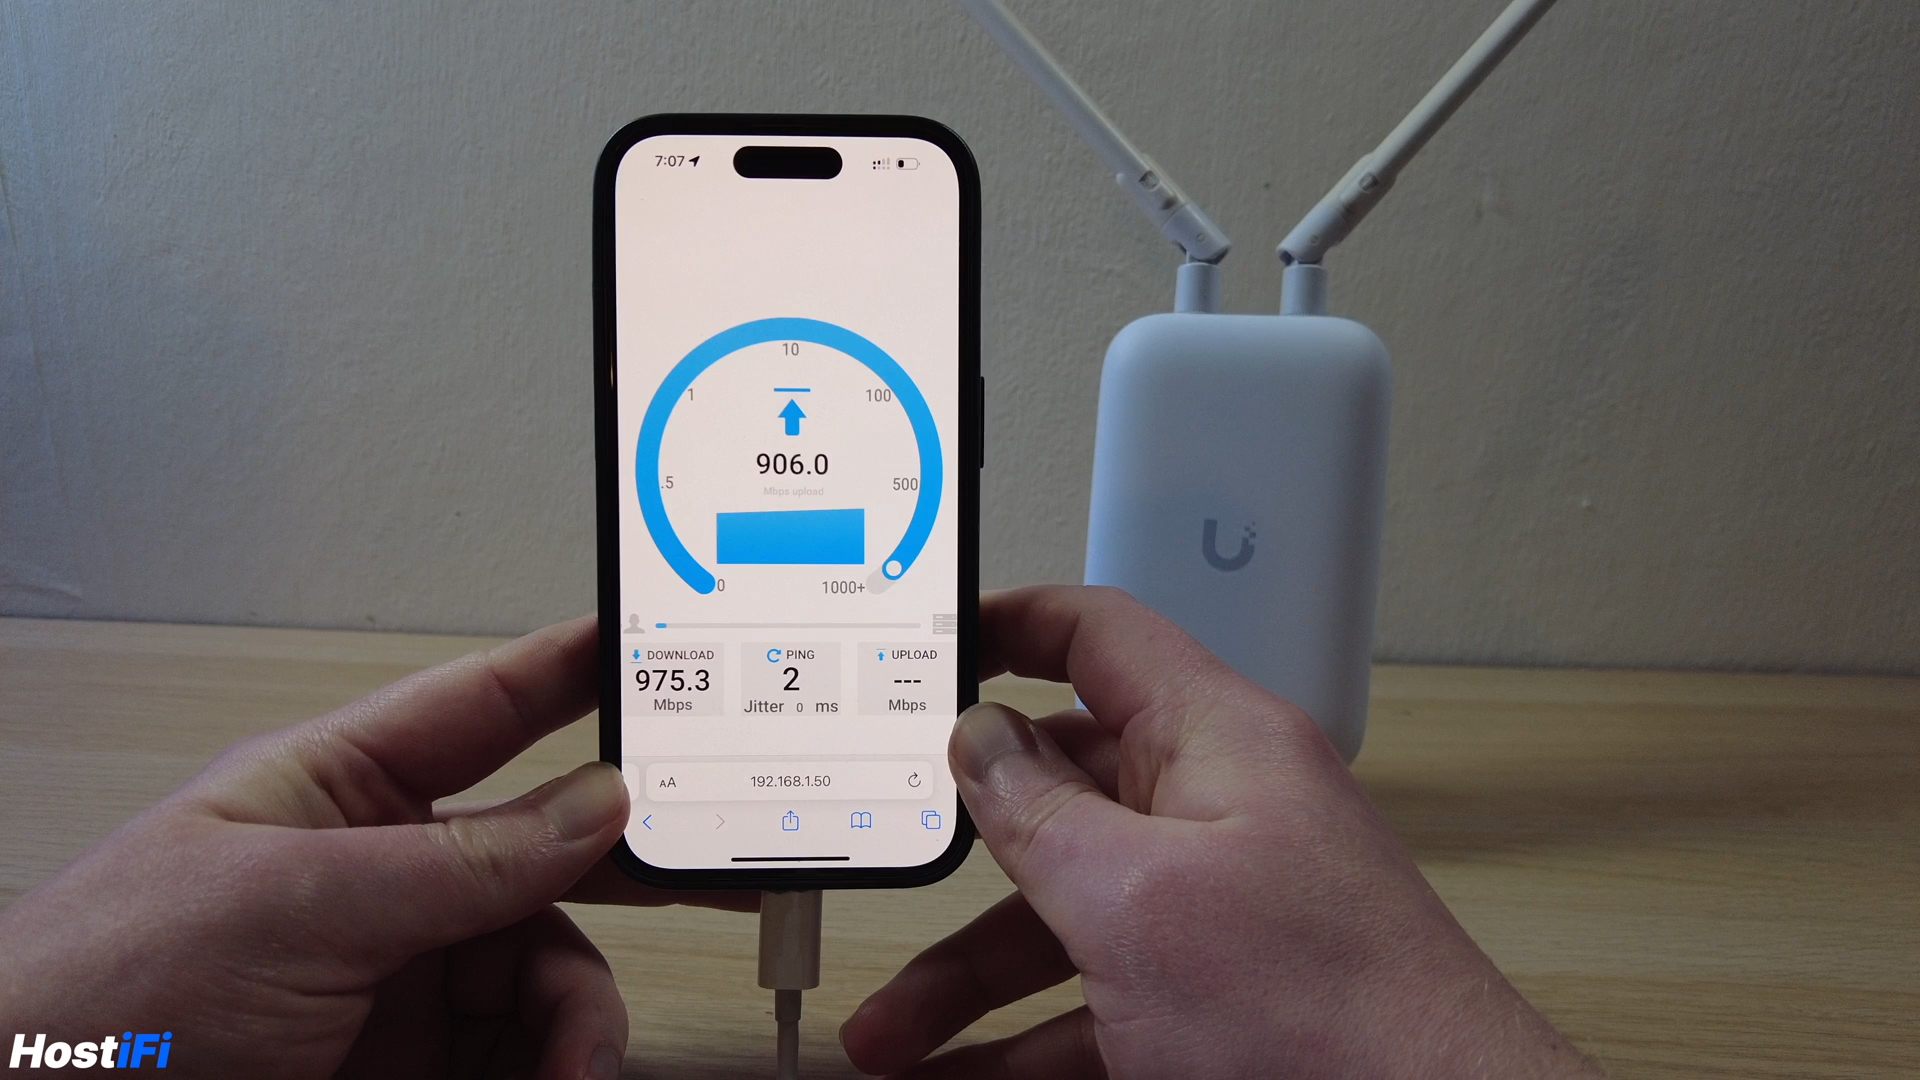 7:07
10
1
100
906.0
.5
Mbps upload
500
0
1000+
DOWNLOAD
PING
UPLOAD
975.3
2
---
Mbps
Jitter 0 ms
Mbps
AA
192.168.1.50
U
HostiFi